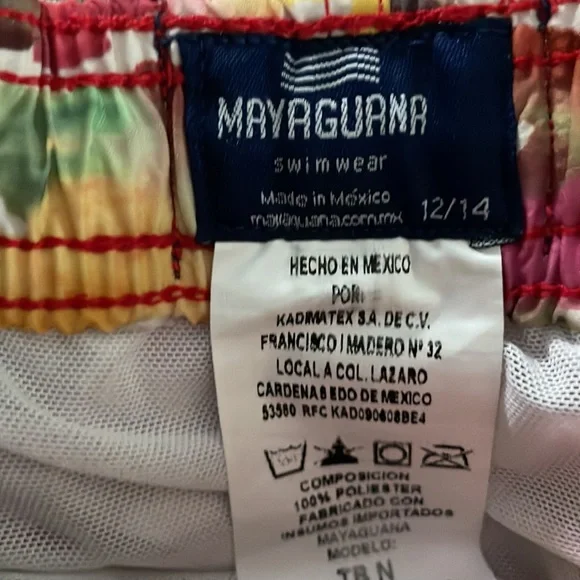 MAYAGUANA
swimwear
Made in México
mayaguana.com.mx 12/14
HECHO EN MEXICO
POR:
KADIMATEX S.A. DE C.V.
FRANCISCO I MADERO Nº 32
LOCAL A COL. LAZARO
CARDENAS EDO DE MEXICO
53560 RFC KAD090608BE4
COMPOSICION
100% POLIESTER
FABRICADO CON
INSUMOS IMPORTADOS
MAYAGUANA
MODELO:
TB N